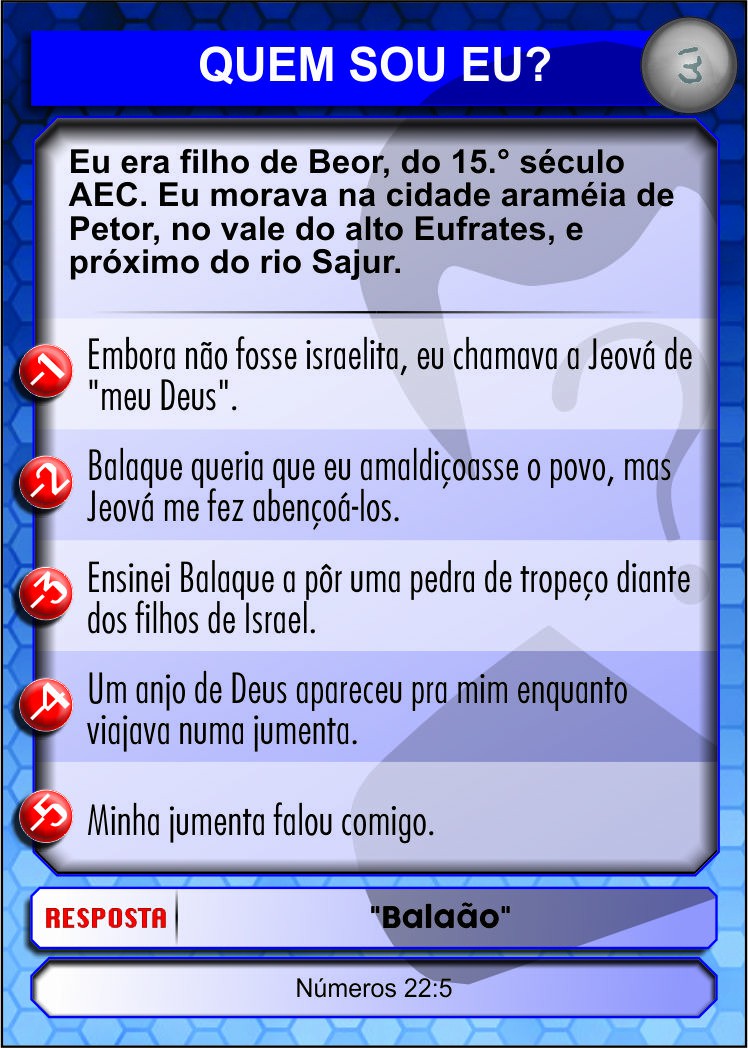 QUEM SOU EU?
3
Eu era filho de Beor, do 15.° século
AEC. Eu morava na cidade araméia de
Petor, no vale do alto Eufrates, e
próximo do rio Sajur.
1
Embora não fosse israelita, eu chamava a Jeová de
"meu Deus".
2
Balaque queria que eu amaldiçoasse o povo, mas
Jeová me fez abençoá-los.
3
Ensinei Balaque a pôr uma pedra de tropeço diante
dos filhos de Israel.
4
Um anjo de Deus apareceu pra mim enquanto
viajava numa jumenta.
5
Minha jumenta falou comigo.
RESPOSTA
"Balaão"
Números 22:5